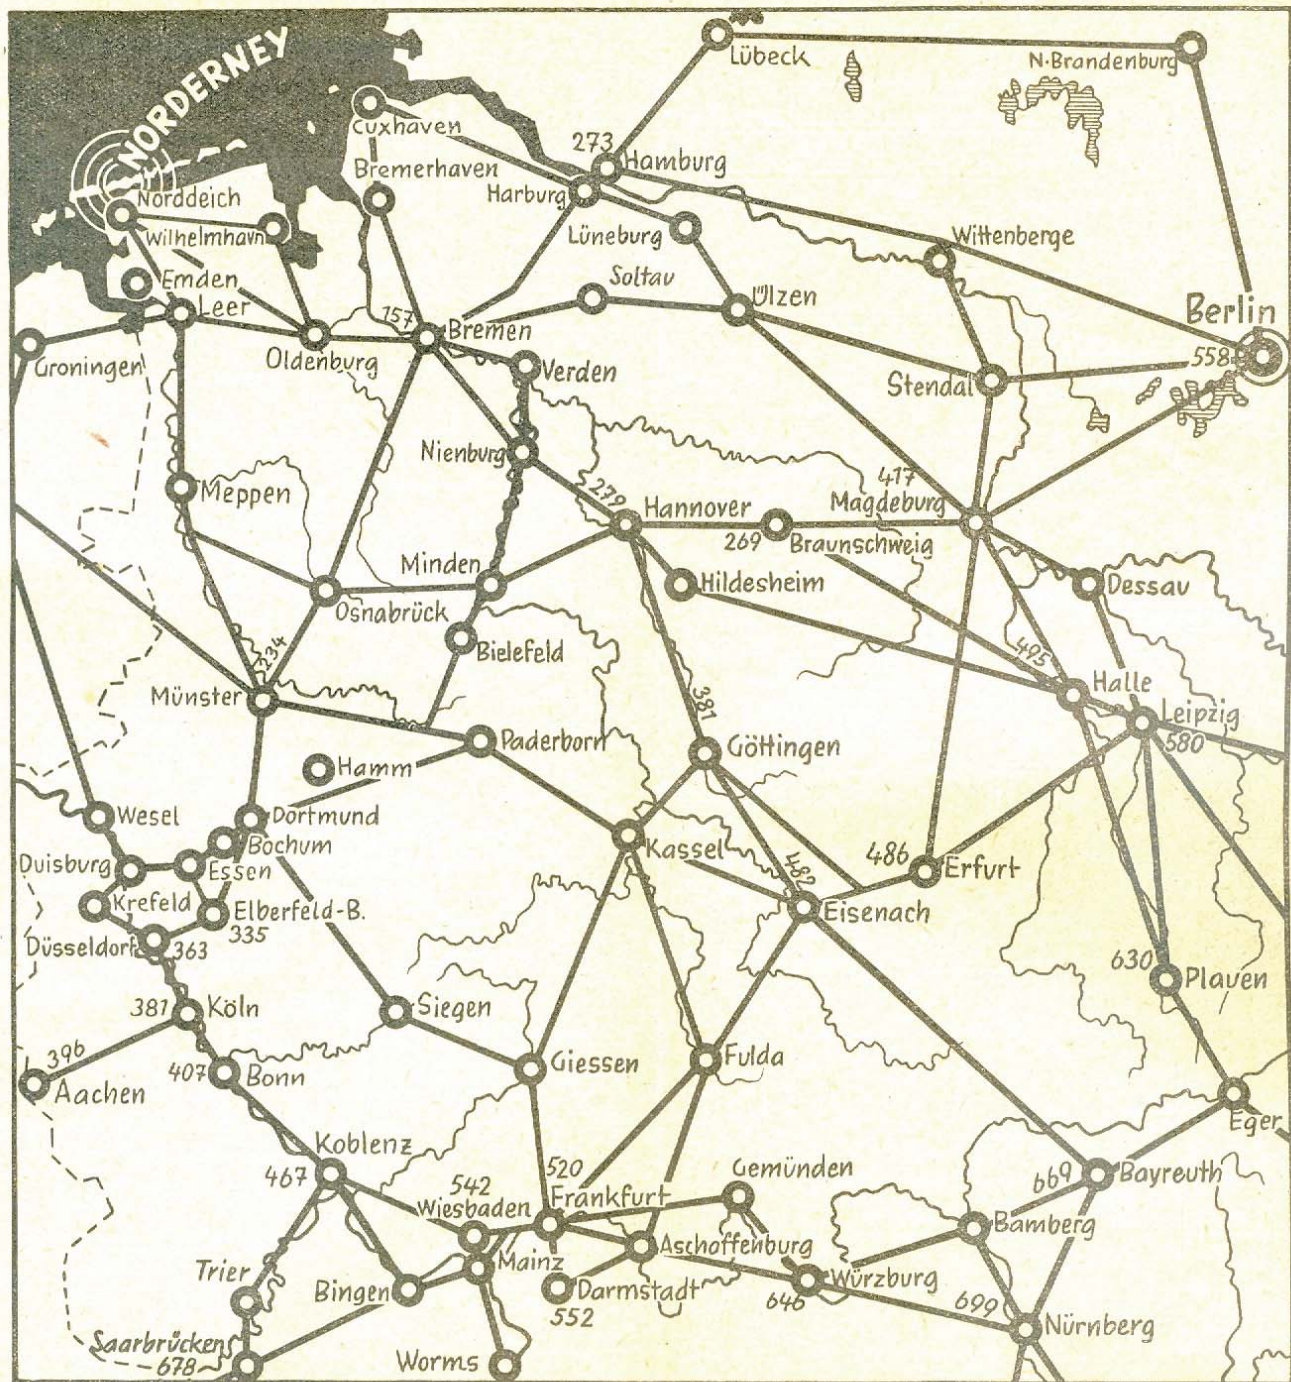 NORDERNEY
Lübeck
N.Brandenburg
Cuxhaven
273
Hamburg
Bremerhaven
Harburg
Norddeich
Wilhelmhavn
Lüneburg
Wittenberge
Emden
Soltau
Ülzen
Leer
Berlin
157
Bremen
558
Groningen
Oldenburg
Verden
Stendal
Nienburg
417
Meppen
279
Hannover
Magdeburg
269
Braunschweig
Minden
Hildesheim
Dessau
Osnabrück
234
Bielefeld
495
Münster
381
Halle
Leipzig
580
Paderborn
Göttingen
Hamm
Wesel
Dortmund
Bochum
Kassel
Duisburg
Essen
482
486
Erfurt
Krefeld
Elberfeld-B.
335
Eisenach
Düsseldorf
363
630
Plauen
381
Köln
Siegen
396
Aachen
407
Bonn
Giessen
Fulda
Eger
Koblenz
467
542
520
Gemünden
669
Bayreuth
Wiesbaden
Frankfurt
Bamberg
Trier
Mainz
Aschoffenburg
Bingen
Darmstadt
552
Würzburg
646
699
Nürnberg
Saarbrücken
678
Worms